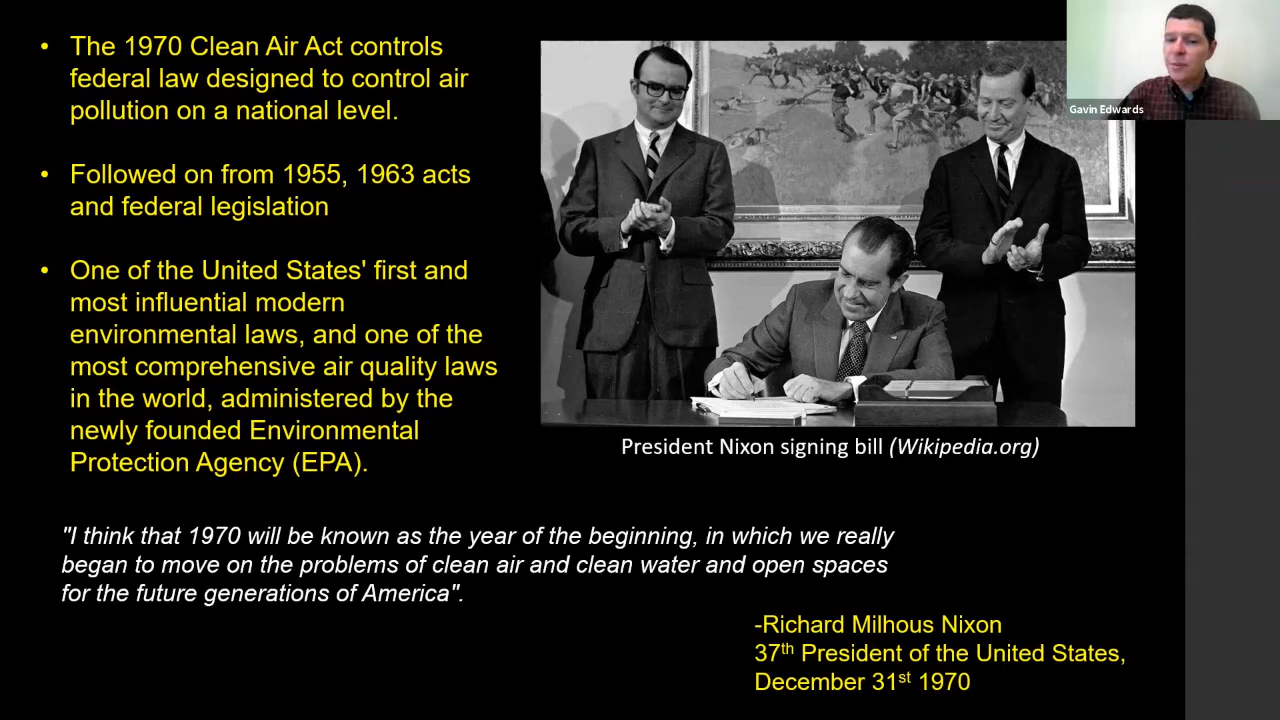 • The 1970 Clean Air Act controls
federal law designed to control air
pollution on a national level.
• Followed on from 1955, 1963 acts
and federal legislation
• One of the United States' first and
most influential modern
environmental laws, and one of the
most comprehensive air quality laws
in the world, administered by the
newly founded Environmental
Protection Agency (EPA).
Gavin Edwards
President Nixon signing bill (Wikipedia.org)
"I think that 1970 will be known as the year of the beginning, in which we really
began to move on the problems of clean air and clean water and open spaces
for the future generations of America".
-Richard Milhous Nixon
37th President of the United States,
December 31st 1970